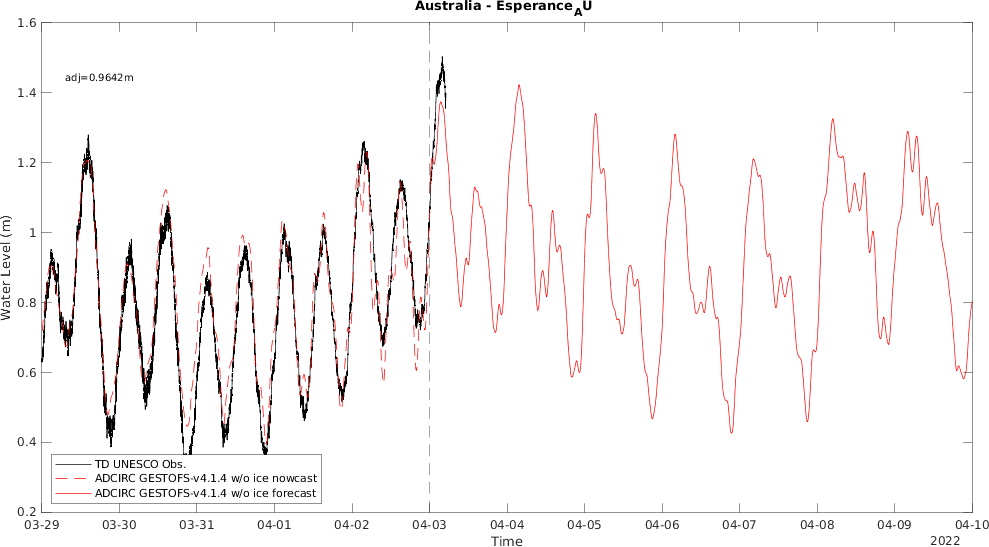 Australia - Esperance_AU
adj=0.9642m
Water Level (m)
1.6
1.4
1.2
1
0.8
0.6
0.4
0.2
TD UNESCO Obs.
ADCIRC GESTOFS-v4.1.4 w/o ice nowcast
ADCIRC GESTOFS-v4.1.4 w/o ice forecast
03-29 03-30 03-31 04-01 04-02 04-03 04-04 04-05 04-06 04-07 04-08 04-09 04-10
Time
2022